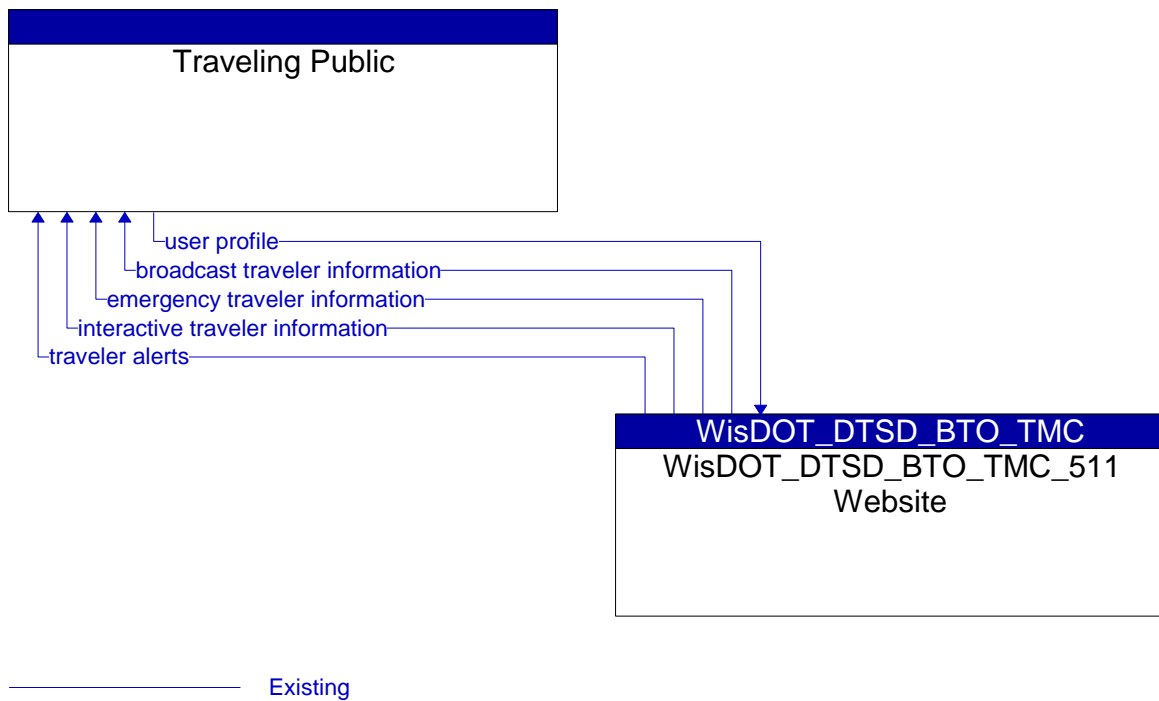 Traveling Public
user profile
broadcast traveler information
emergency traveler information
interactive traveler information
traveler alerts
WisDOT_DTSD_BTO_TMC
WisDOT_DTSD_BTO_TMC_511
Website
Existing